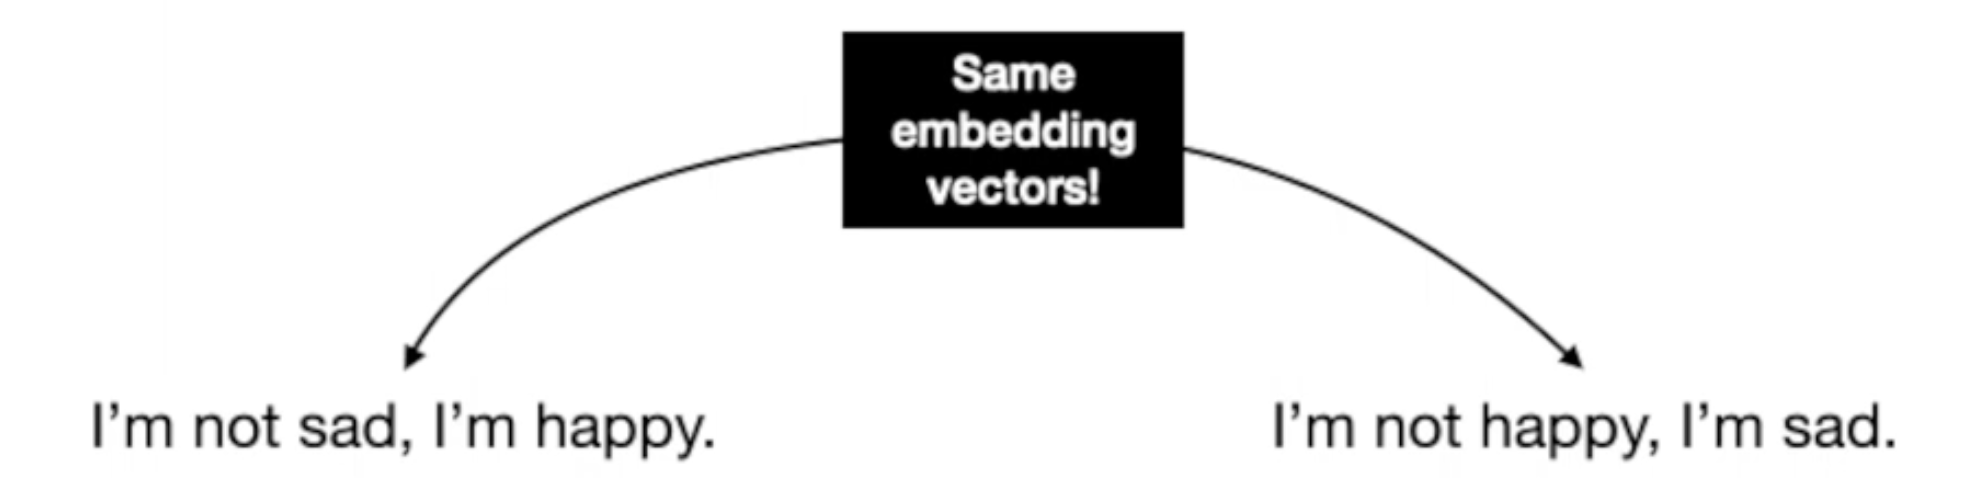 Same
embedding
vectors!
I’m not sad, I’m happy.
I’m not happy, I’m sad.